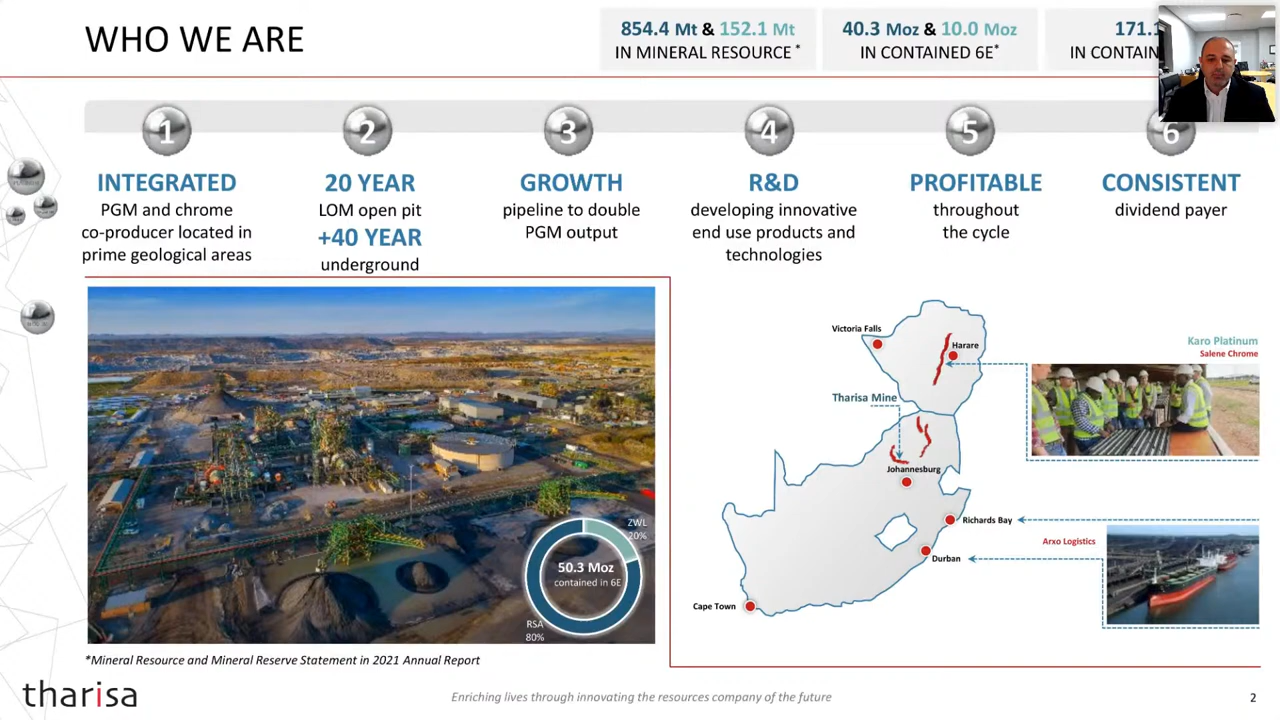 WHO WE ARE
854.4 Mt & 152.1 Mt
IN MINERAL RESOURCE *
40.3 Moz & 10.0 Moz
IN CONTAINED 6E*
1
INTEGRATED
PGM and chrome
co-producer located in
prime geological areas
2
20 YEAR
LOM open pit
+40 YEAR
underground
3
GROWTH
pipeline to double
PGM output
4
R&D
developing innovative
end use products and
technologies
5
PROFITABLE
throughout
the cycle
6
CONSISTENT
dividend payer
ZWL
20%
50.3 Moz
contained in 6E
RSA
80%
Victoria Falls
Harare
Tharisa Mine
Johannesburg
Richards Bay
Durban
Cape Town
Karo Platinum
Salene Chrome
Arxo Logistics
*Mineral Resource and Mineral Reserve Statement in 2021 Annual Report
tharisa
Enriching lives through innovating the resources company of the future
2